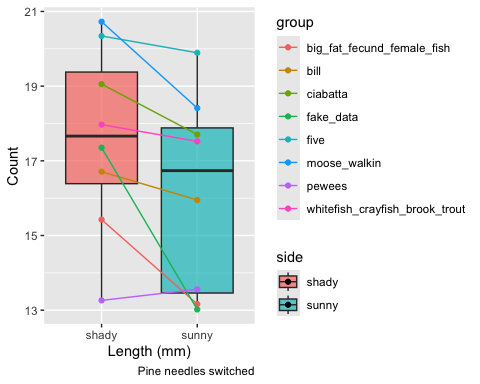 21
19
17
15
13
Count
shady
sunny
Length (mm)
Pine needles switched
group
big_fat_fecund_female_fish
bill
ciabatta
fake_data
five
moose_walkin
pewees
whitefish_crayfish_brook_trout
side
shady
sunny